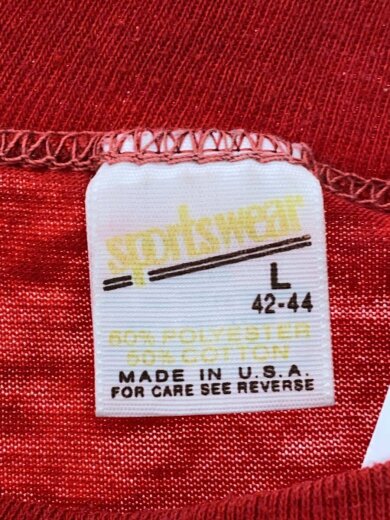 sportswear
L
42-44
50% POLYESTER
50% COTTON
MADE IN U.S.A.
FOR CARE SEE REVERSE